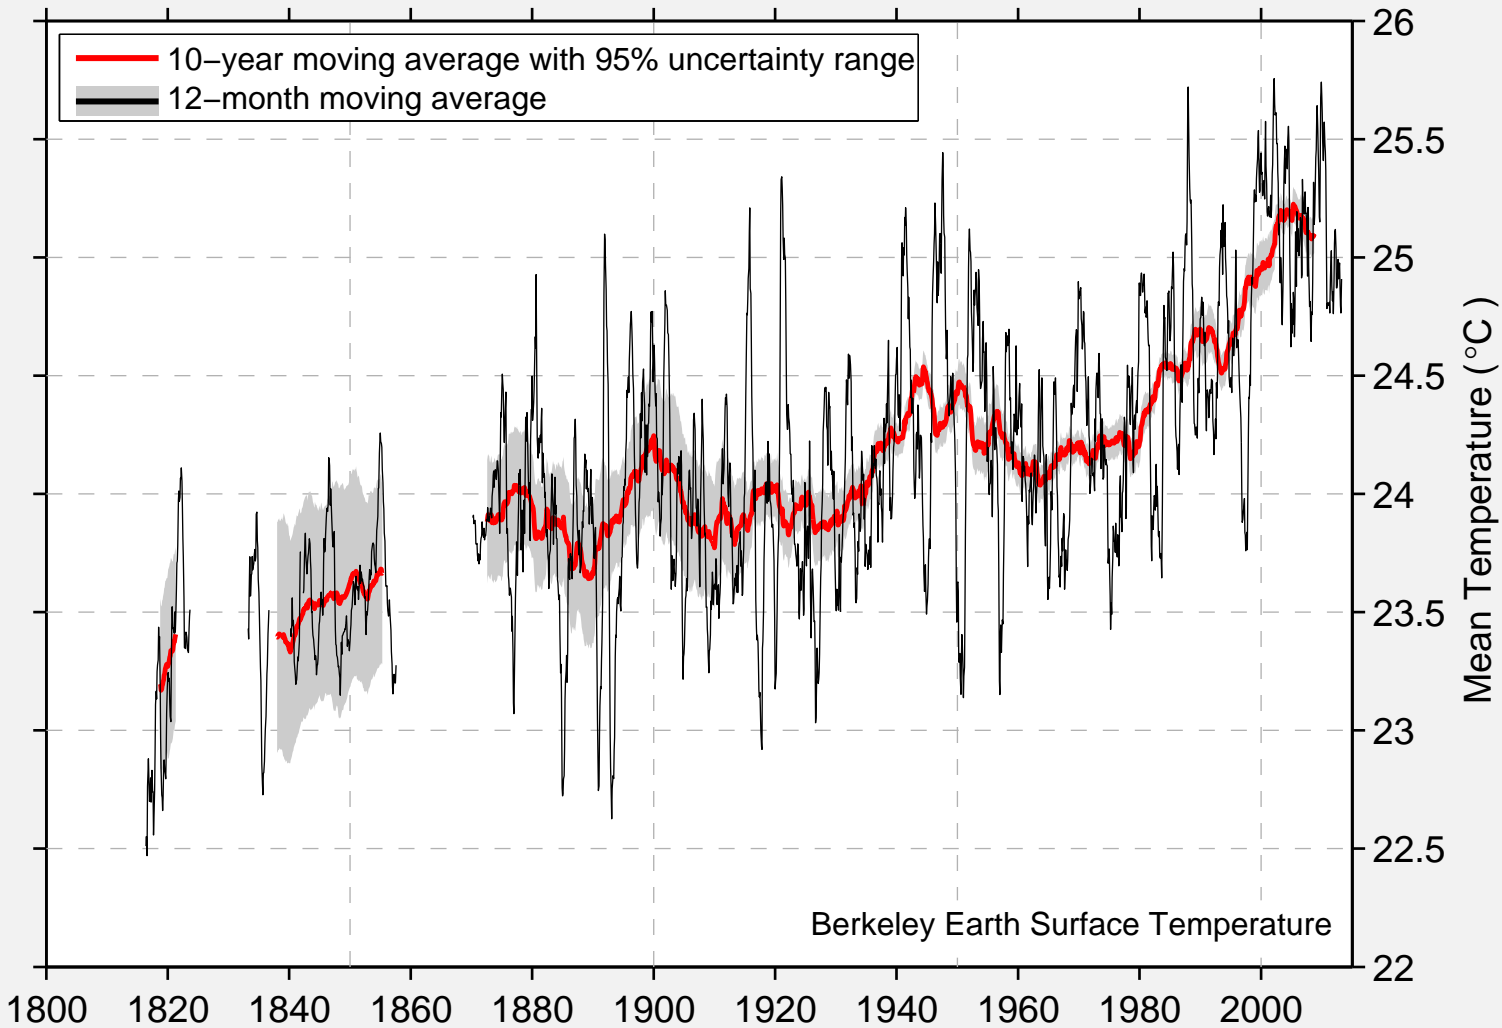 10−year moving average with 95% uncertainty range
12−month moving average
26
25.5
25
24.5
24
23.5
23
22.5
22
Mean Temperature ( °C )
Berkeley Earth Surface Temperature
1800 1820 1840 1860 1880 1900 1920 1940 1960 1980 2000